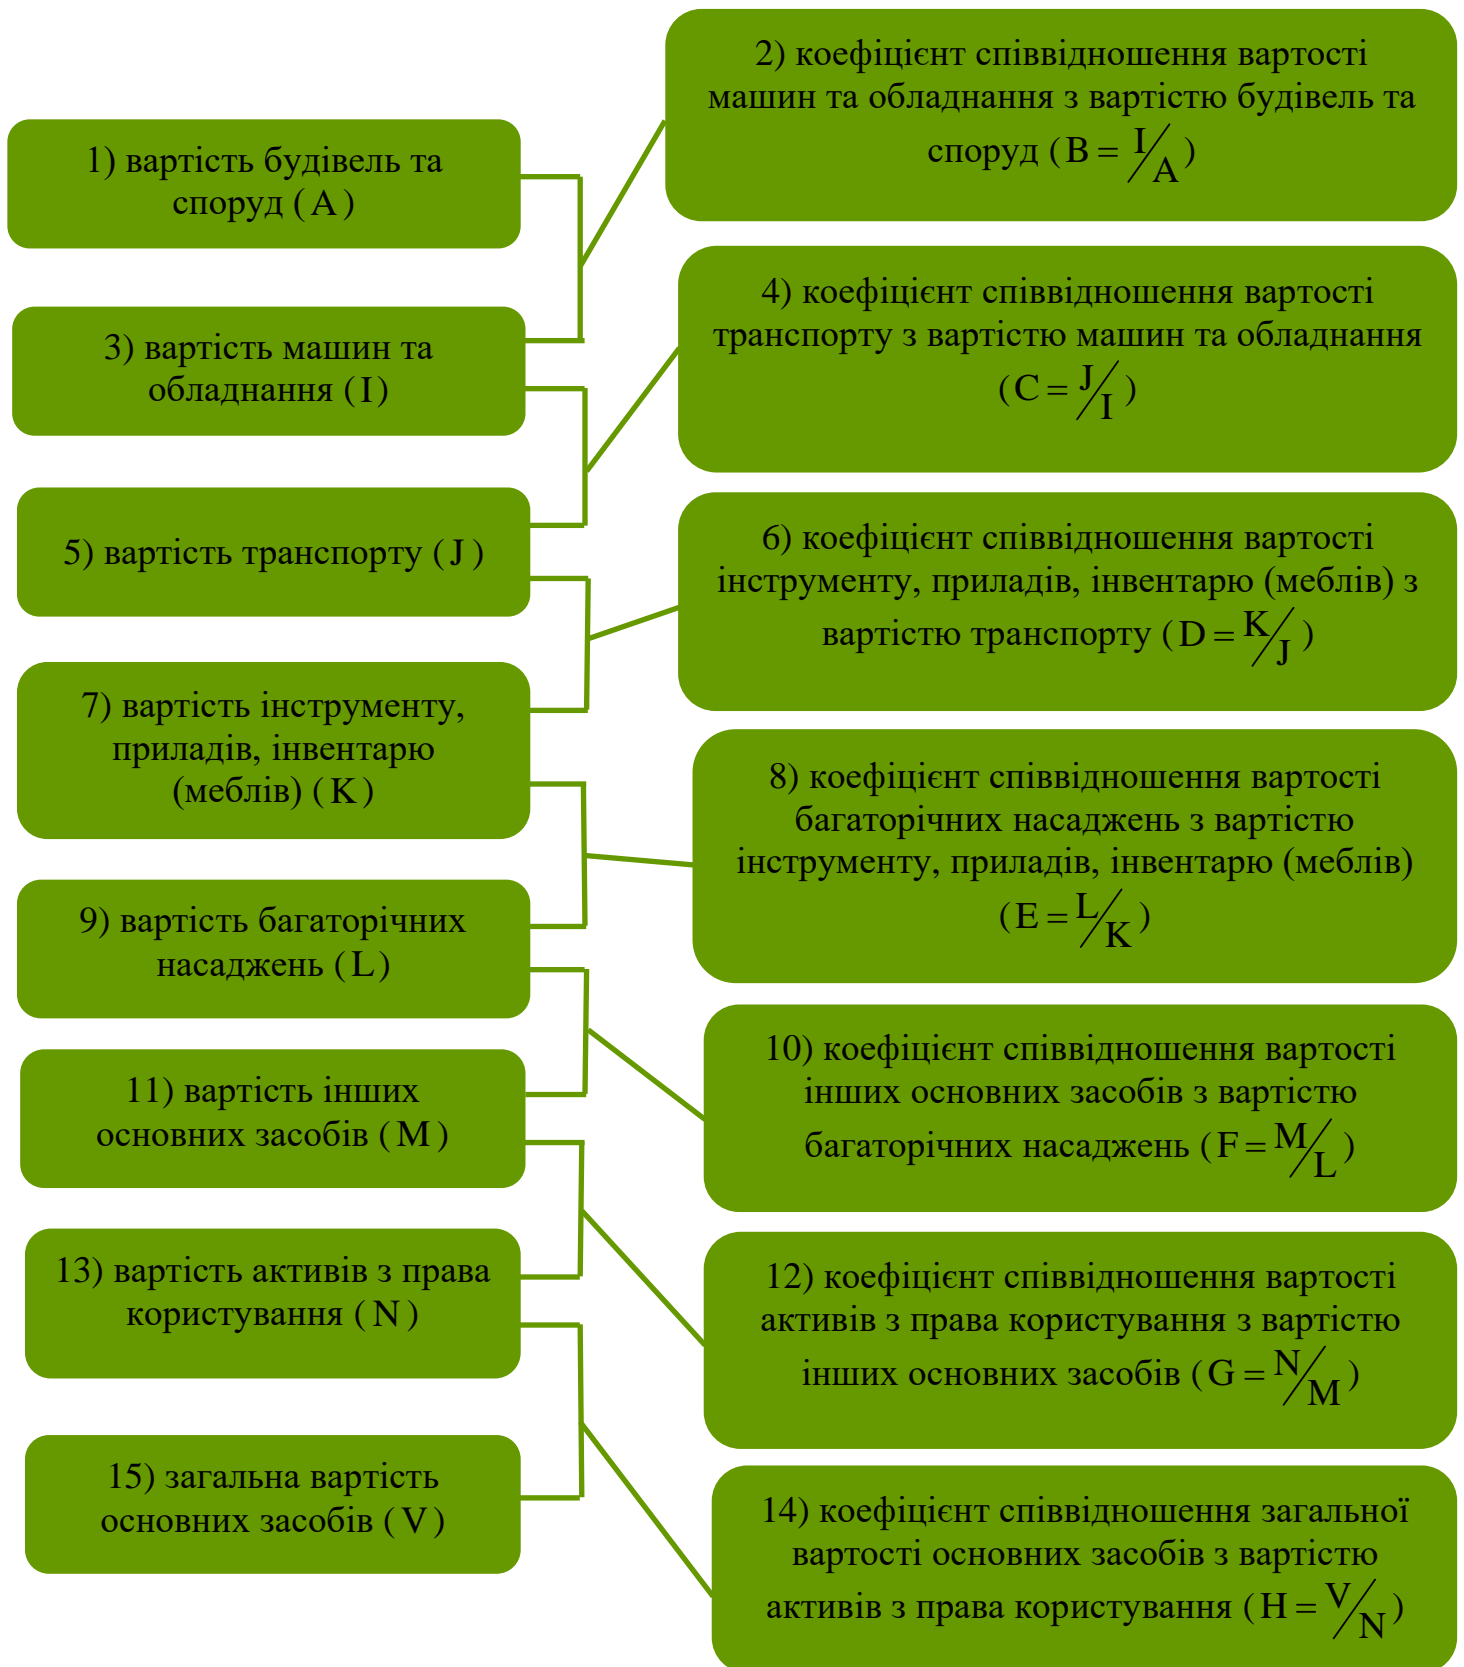 1) вартість будівель та
споруд (A)
2) коефіцієнт співвідношення вартості
машин та обладнання з вартістю будівель та
споруд (B = I/A)
3) вартість машин та
обладнання (I)
4) коефіцієнт співвідношення вартості
транспорту з вартістю машин та обладнання
(C = J/I)
5) вартість транспорту (J)
6) коефіцієнт співвідношення вартості
інструменту, приладів, інвентарю (меблів) з
вартістю транспорту (D = K/J)
7) вартість інструменту,
приладів, інвентарю
(меблів) (K)
8) коефіцієнт співвідношення вартості
багаторічних насаджень з вартістю
інструменту, приладів, інвентарю (меблів)
(E = L/K)
9) вартість багаторічних
насаджень (L)
10) коефіцієнт співвідношення вартості
інших основних засобів з вартістю
багаторічних насаджень (F = M/L)
11) вартість інших
основних засобів (M)
12) коефіцієнт співвідношення вартості
активів з права користування з вартістю
інших основних засобів (G = N/M)
13) вартість активів з права
користування (N)
14) коефіцієнт співвідношення загальної
вартості основних засобів з вартістю
активів з права користування (H = V/N)
15) загальна вартість
основних засобів (V)